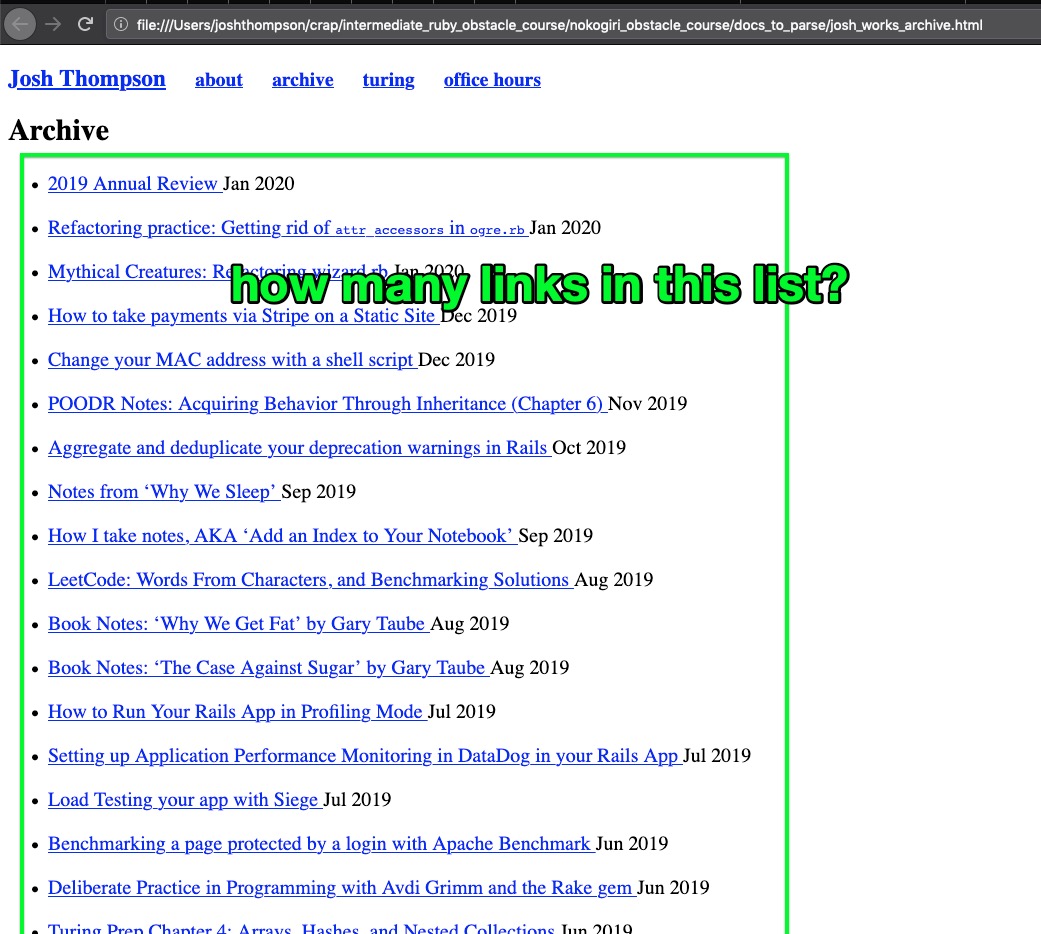 file:///Users/joshthompson/crap/intermediate_ruby_obstacle_course/nokogiri_obstacle_course/docs_to_parse/josh_works_archive.html
Josh Thompson about archive turing office hours
Archive
2019 Annual Review Jan 2020
Refactoring practice: Getting rid of attr_accessors in ogre.rb Jan 2020
Mythical Creatures: Refactoring wizard.rb Jan 2020
how many links in this list?
How to take payments via Stripe on a Static Site Dec 2019
Change your MAC address with a shell script Dec 2019
POODR Notes: Acquiring Behavior Through Inheritance (Chapter 6) Nov 2019
Aggregate and deduplicate your deprecation warnings in Rails Oct 2019
Notes from ‘Why We Sleep’ Sep 2019
How I take notes, AKA ‘Add an Index to Your Notebook’ Sep 2019
LeetCode: Words From Characters, and Benchmarking Solutions Aug 2019
Book Notes: ‘Why We Get Fat’ by Gary Taube Aug 2019
Book Notes: ‘The Case Against Sugar’ by Gary Taube Aug 2019
How to Run Your Rails App in Profiling Mode Jul 2019
Setting up Application Performance Monitoring in DataDog in your Rails App Jul 2019
Load Testing your app with Siege Jul 2019
Benchmarking a page protected by a login with Apache Benchmark Jun 2019
Deliberate Practice in Programming with Avdi Grimm and the Rake gem Jun 2019
Turing Prep Chapter 4: Arrays, Hashes, and Nested Collections Jun 2019